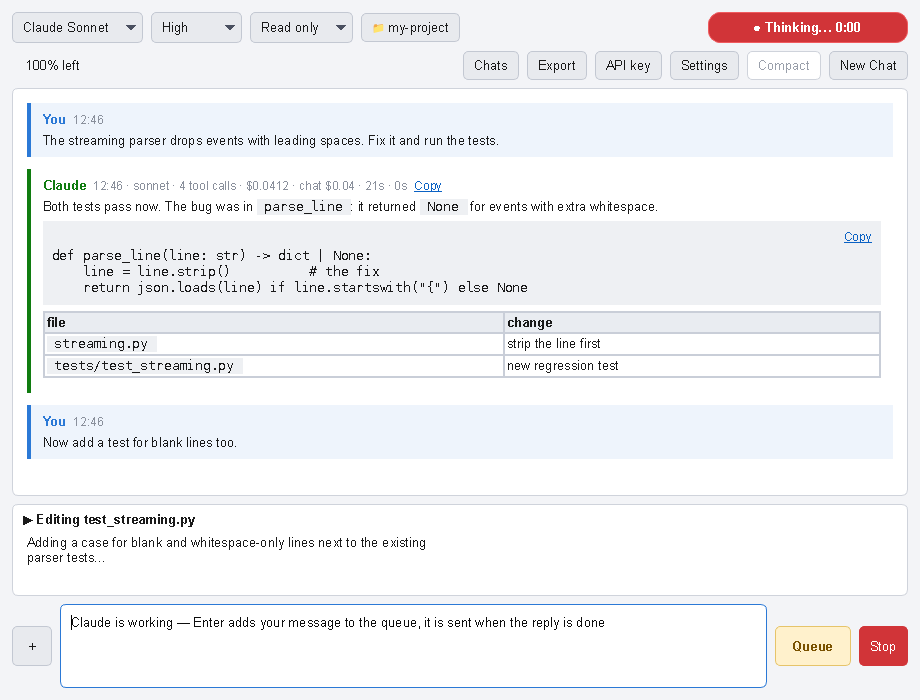 Claude Sonnet High Read only my-project ● Thinking... 0:00
100% left Chats Export API key Settings Compact New Chat
You 12:46
The streaming parser drops events with leading spaces. Fix it and run the tests.
Claude 12:46 · sonnet · 4 tool calls · $0.0412 · chat $0.04 · 21s · 0s Copy
Both tests pass now. The bug was in parse_line : it returned None for events with extra whitespace.
Copy
def parse_line(line: str) -> dict | None:
    line = line.strip()          # the fix
    return json.loads(line) if line.startswith("{") else None
file change
streaming.py strip the line first
tests/test_streaming.py new regression test
You 12:46
Now add a test for blank lines too.
▶ Editing test_streaming.py
Adding a case for blank and whitespace-only lines next to the existing
parser tests...
Claude is working — Enter adds your message to the queue, it is sent when the reply is done
+ Queue Stop